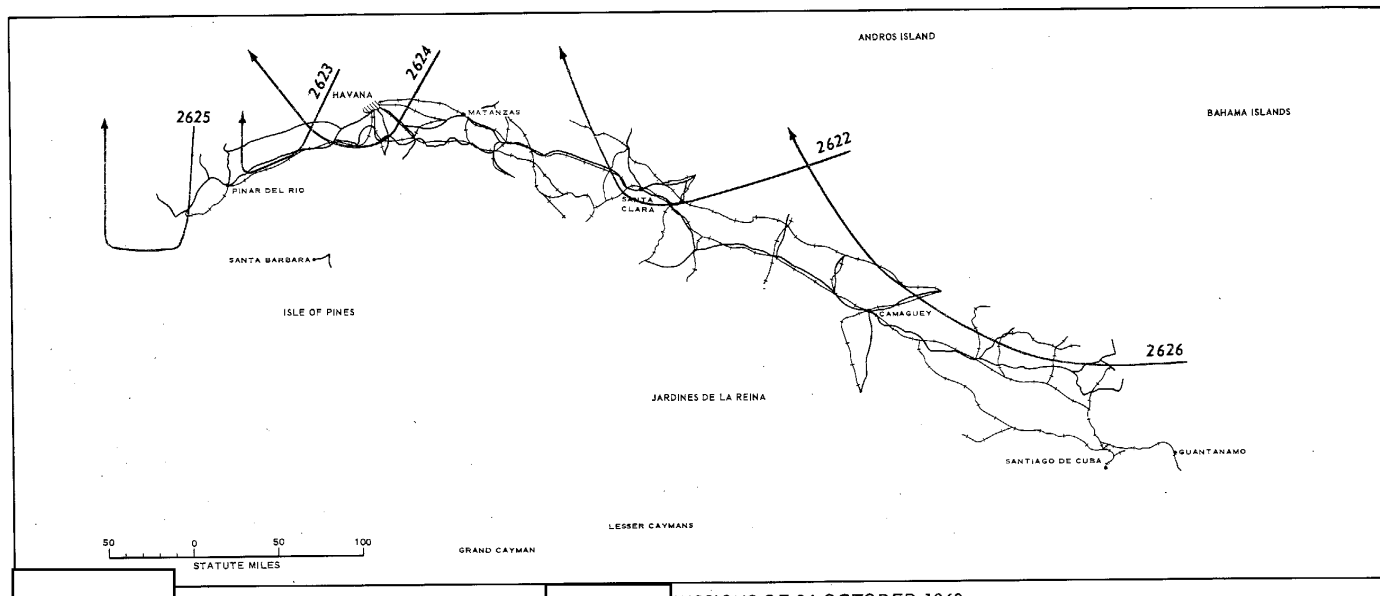 ANDROS ISLAND
2624
2623
HAVANA
MATANZAS
BAHAMA ISLANDS
2625
2622
PINAR DEL RIO
SANTA
CLARA
SANTA BARBARA
ISLE OF PINES
CAMAGUEY
2626
JARDINES DE LA REINA
SANTIAGO DE CUBA
GUANTANAMO
LESSER CAYMANS
50 0 100
GRAND CAYMAN
STATUTE MILES
OCTOBER